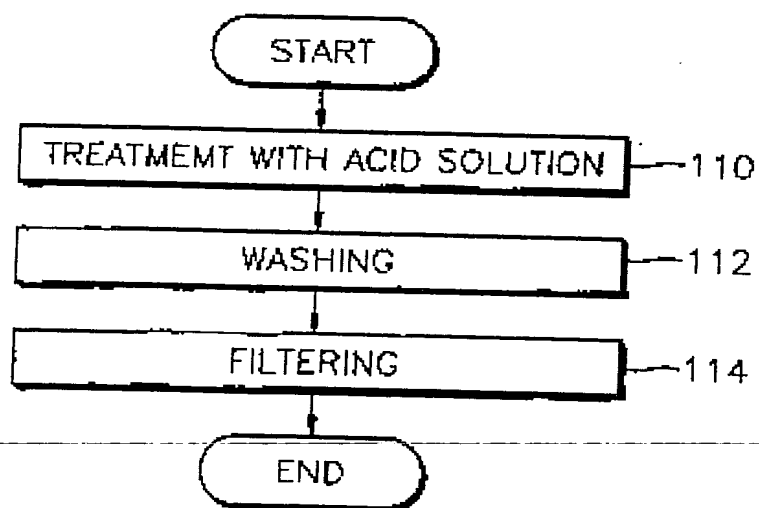 START
TREATMEMT WITH ACID SOLUTION 110
WASHING 112
FILTERING 114
END